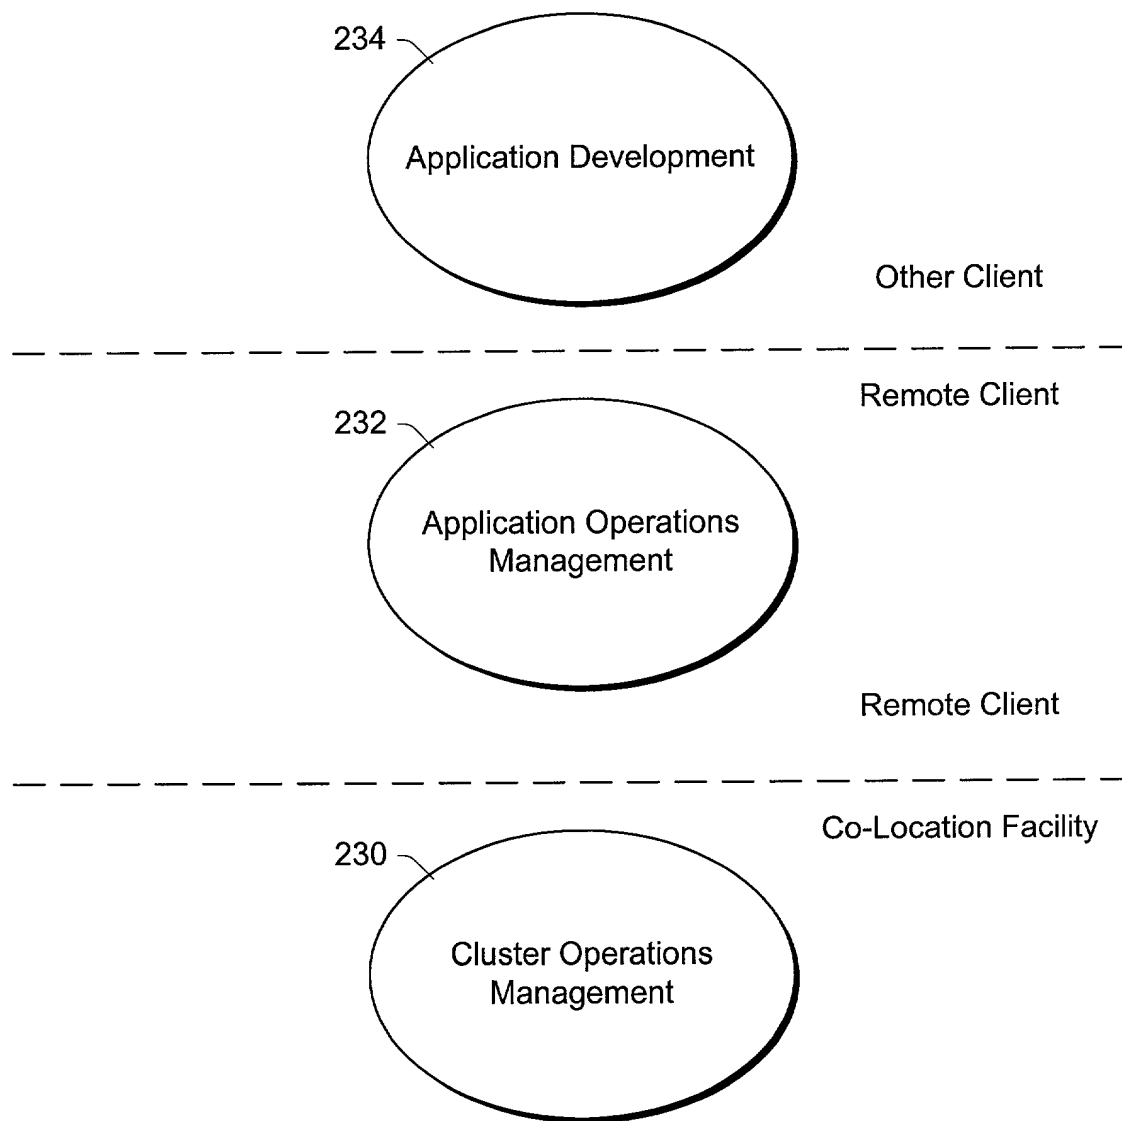 234
Application Development
Other Client
Remote Client
232
Application Operations
Management
Remote Client
Co-Location Facility
230
Cluster Operations
Management